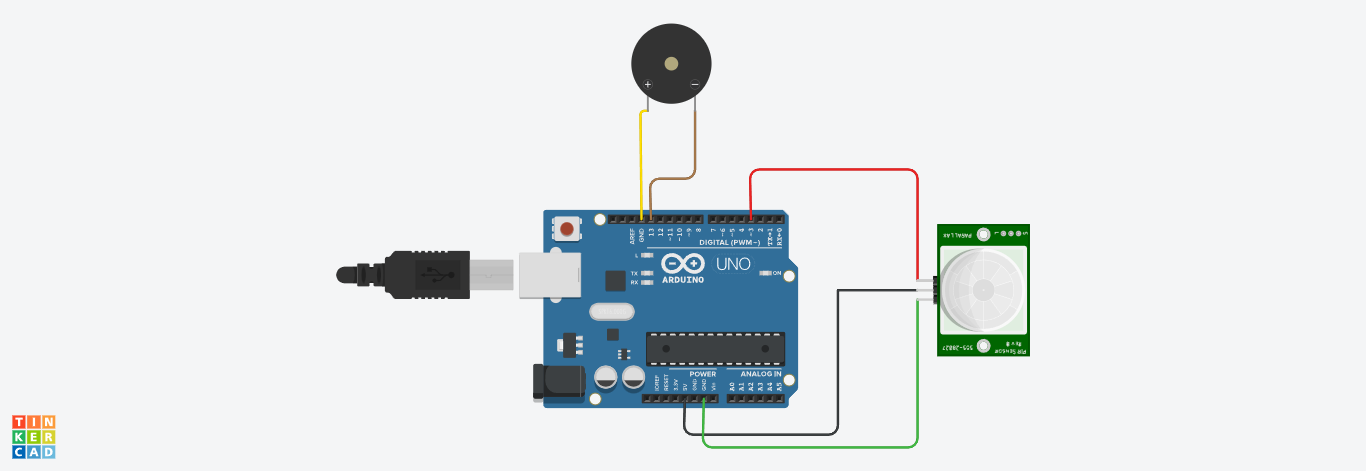 + −
AREF
GND
13
12
~11
~10
~9
8
7
~6
~5
4
~3
2
TX→1
RX←0
DIGITAL (PWM~)
L
TX
RX
ARDUINO
UNO
ON
PARALLAX
555-28027
PIR SENSOR
Rev B
POWER
ANALOG IN
IOREF
RESET
3.3V
5V
GND
GND
Vin
A0
A1
A2
A3
A4
A5
TIN
KER
CAD